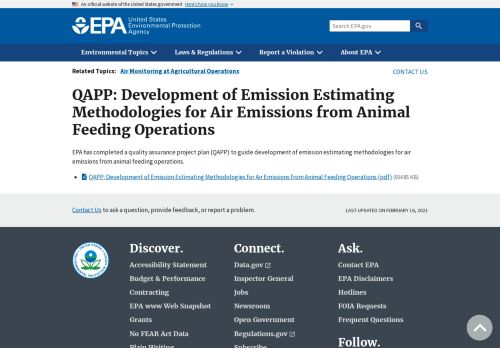 An official website of the United States government Here's how you know
EPA United States Environmental Protection Agency
Search EPA.gov
Environmental Topics Laws & Regulations Report a Violation About EPA
Related Topics: Air Monitoring at Agricultural Operations CONTACT US
QAPP: Development of Emission Estimating
Methodologies for Air Emissions from Animal
Feeding Operations
EPA has completed a quality assurance project plan (QAPP) to guide development of emission estimating methodologies for air
emissions from animal feeding operations.
QAPP: Development of Emission Estimating Methodologies for Air Emissions from Animal Feeding Operations (pdf) (934.85 KB)
Contact Us to ask a question, provide feedback, or report a problem. LAST UPDATED ON FEBRUARY 16, 2021
Discover.
Accessibility Statement
Budget & Performance
Contracting
EPA www Web Snapshot
Grants
No FEAR Act Data
Plain Writing
Connect.
Data.gov
Inspector General
Jobs
Newsroom
Open Government
Regulations.gov
Subscribe
Ask.
Contact EPA
EPA Disclaimers
Hotlines
FOIA Requests
Frequent Questions
Follow.